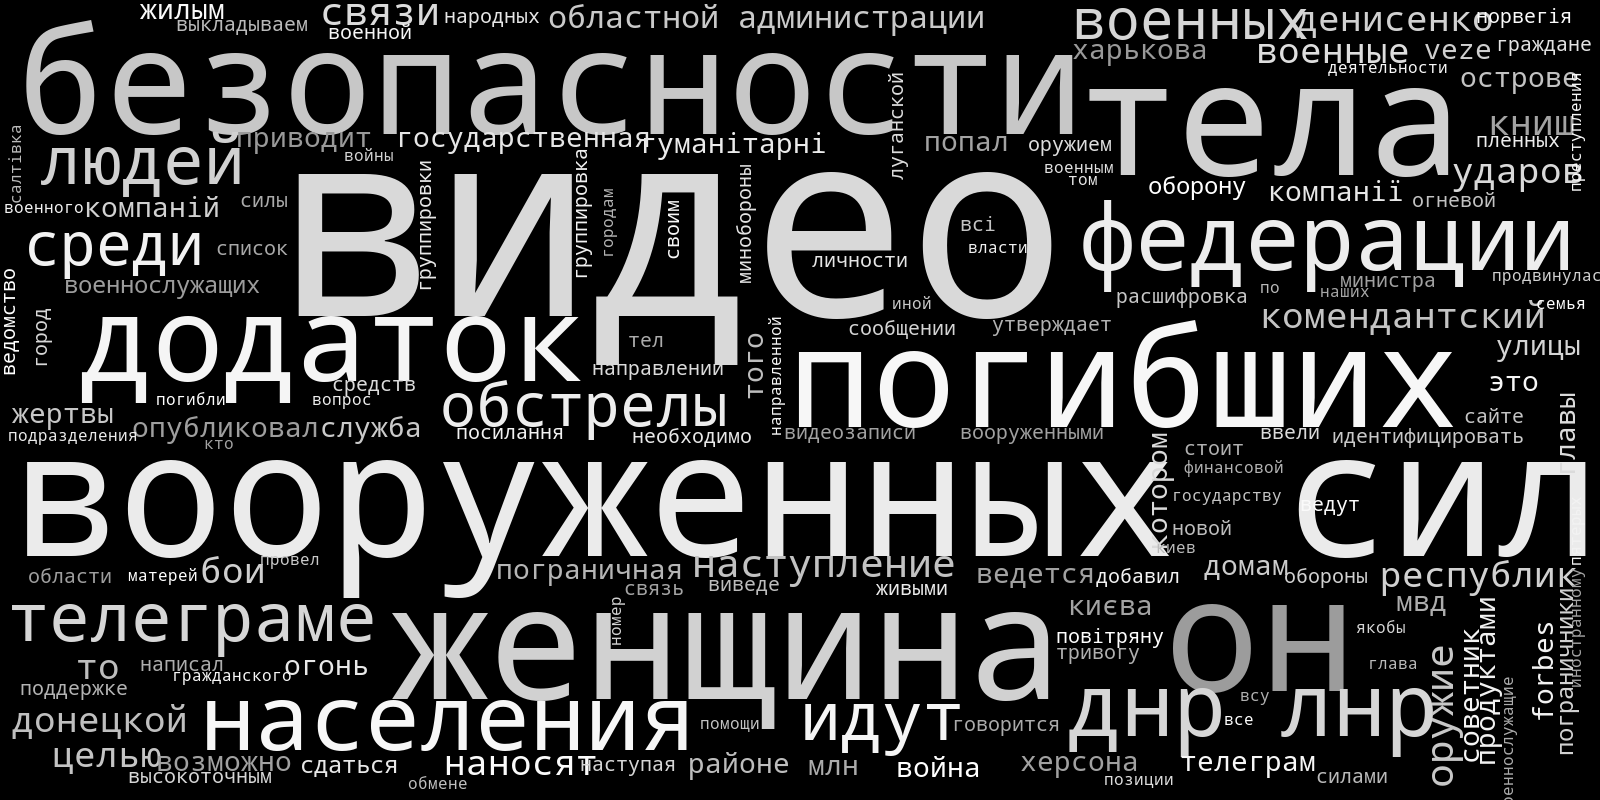 жилым
выкладываем
связи
военной
народных
областной администрации
военных
денисенко
норвегія
харькова
военные
veze
граждане
деятельности
острове
безопасности
тела
книш
пленных
преступления
салтівка
людей
приводит
войны
государственная
гуманітарні
луганской
попал
оружием
военным
том
оборону
компанії
ударов
огневой
военного
компаній
силы
видео
группировки
группировка
городам
своим
минобороны
всі
власти
личности
федерации
среди
список
военнослужащих
министра
продвинулас
по
наших
семья
расшифровка
иной
сообщении
утверждает
комендантский
ведомство
город
додаток
тел
направлении
того
направленной
погибших
улицы
это
средств
погибли
вопрос
обстрелы
жертвы
подразделения
опубликовал
кто
служба
посилання
необходимо
видеозаписи
вооруженными
ввели
идентифицировать
сайте
главы
вооруженных
сил
котором
стоит
финансовой
государству
ведут
новой
киев
области
матерей
бои
провел
пограничная
наступление
связь
виведе
живыми
ведется
добавил
домам
обороны
республик
мвд
телеграме
женщина
номер
києва
повітряну
тривогу
он
якобы
глава
то
написал
гражданского
огонь
поддержке
донецкой
населения
помощи
идут
говорится
днр
всу
все
лнр
оружие
советник
продуктами
forbes
пограничники
иностранному
целью
возможно
высокоточным
сдаться
обмене
наносят
наступая
районе
млн
война
херсона
позиции
телеграм
силами